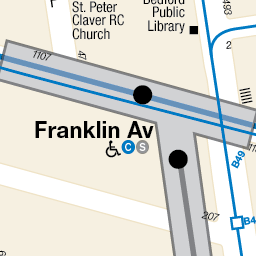 St. Peter
Claver RC
Church
Bedford
Public
Library
2
1107
Franklin Av
C S
B49
207
B4